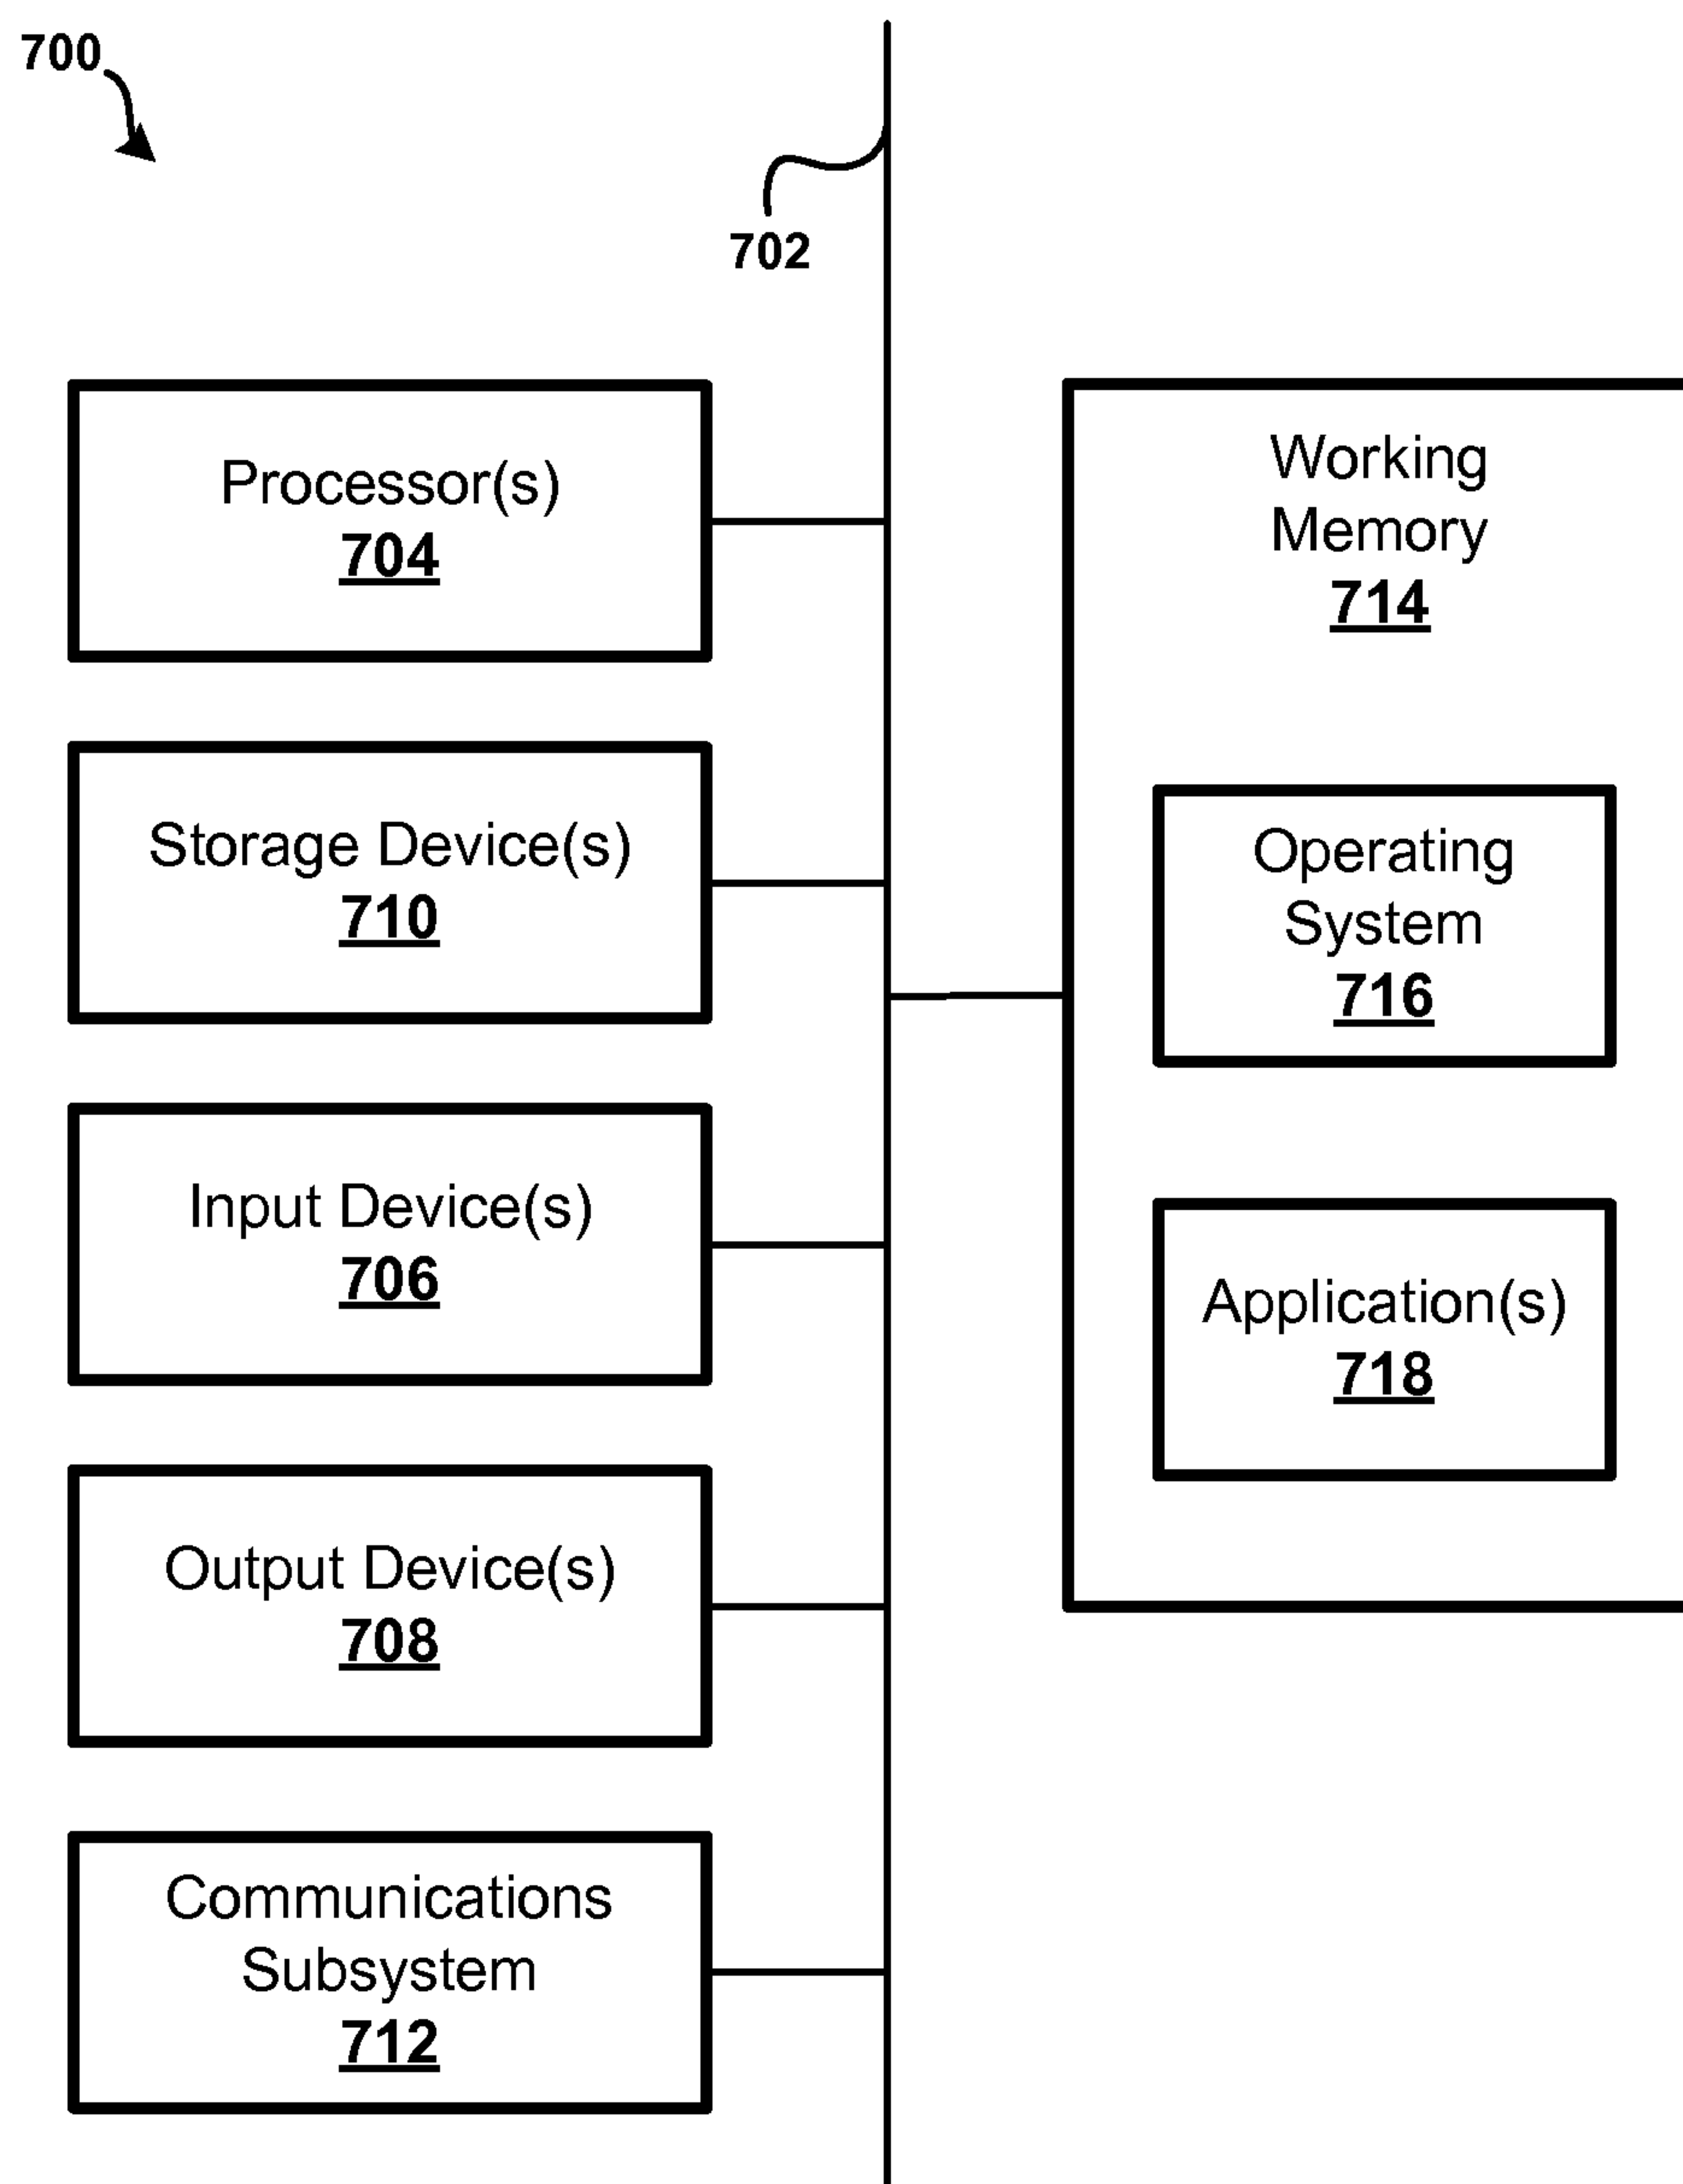 700
702
Processor(s)
704
Storage Device(s)
710
Input Device(s)
706
Output Device(s)
708
Communications
Subsystem
712
Working
Memory
714
Operating
System
716
Application(s)
718